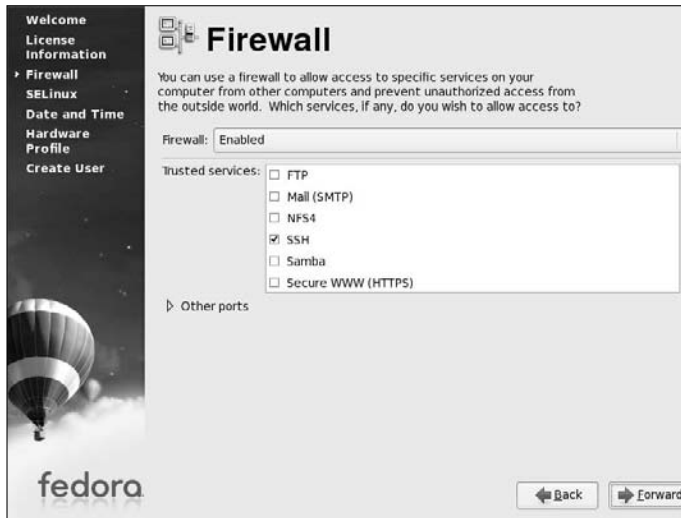 Welcome
License
Information
Firewall
SELinux
Date and Time
Hardware
Profile
Create User
fedora
Firewall
You can use a firewall to allow access to specific services on your
computer from other computers and prevent unauthorized access from
the outside world. Which services, if any, do you wish to allow access to?
Firewall: Enabled
Trusted services:
FTP
Mail (SMTP)
NFS4
SSH
Samba
Secure WWW (HTTPS)
Other ports
Back
Forward